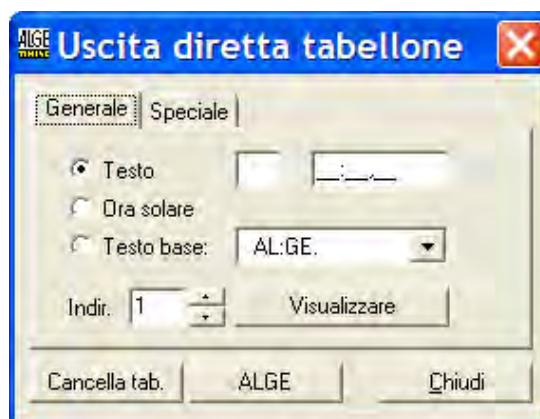 ALGE TIMING Uscita diretta tabellone
Generale Speciale
Testo __:__,__
Ora solare
Testo base: AL:GE.
Indir. 1 Visualizzare
Cancella tab. ALGE Chiudi